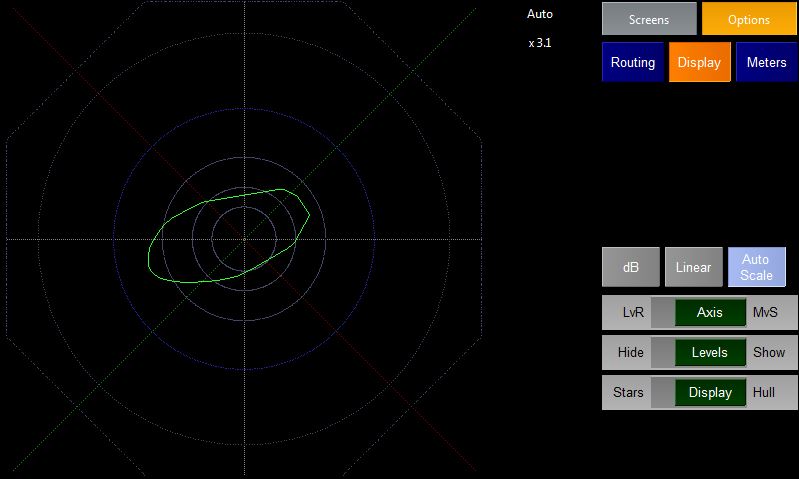 Auto
x 3.1
Screens
Options
Routing
Display
Meters
dB
Linear
Auto
Scale
LvR
Axis
MvS
Hide
Levels
Show
Stars
Display
Hull